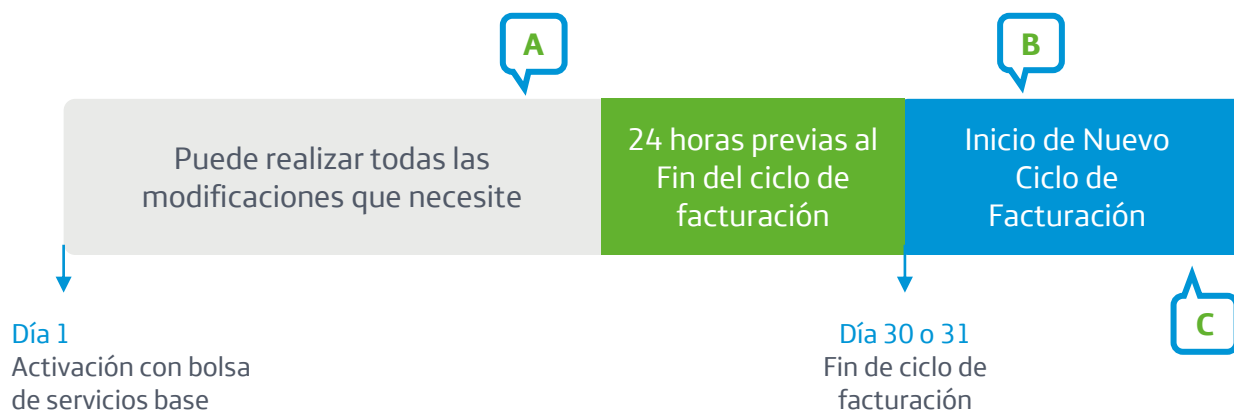 A
B
Puede realizar todas las
modificaciones que necesite
24 horas previas al
Fin del ciclo de
facturación
Inicio de Nuevo
Ciclo de
Facturación
C
Día 1
Activación con bolsa
de servicios base
Día 30 o 31
Fin de ciclo de
facturación